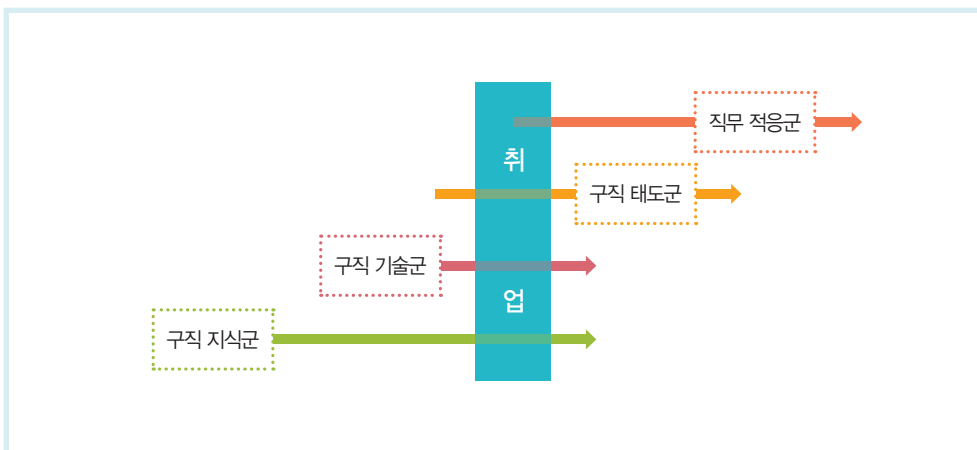 직무 적응군
취
구직 태도군
구직 기술군
업
구직 지식군